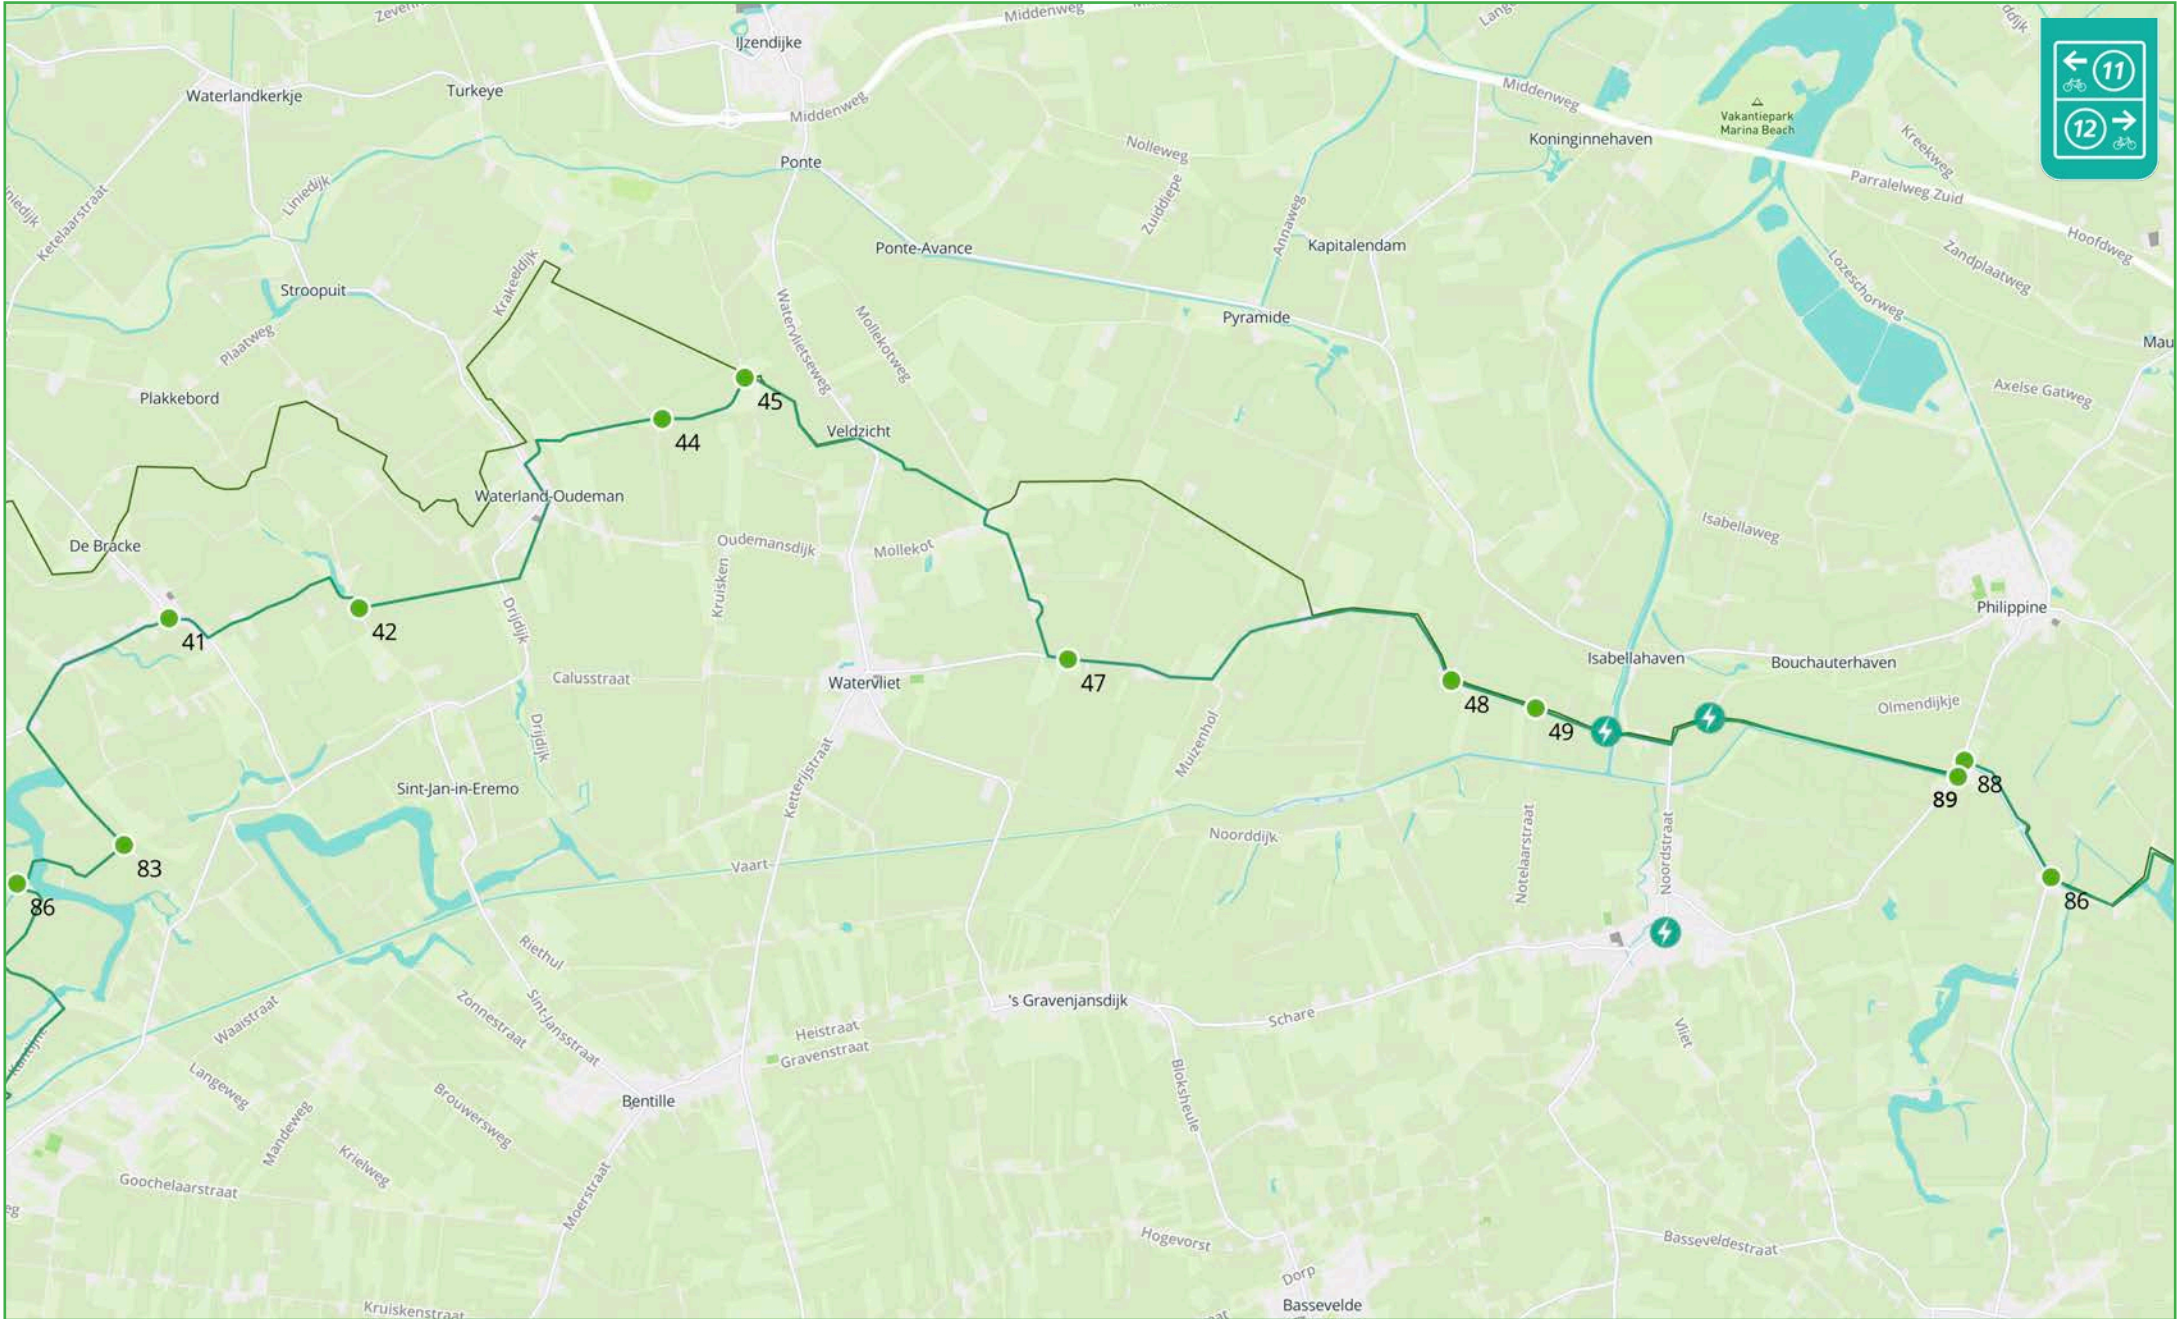 Middenweg
IJzendijke
11
12
Waterlandkerkje
Turkeye
Middenweg
Middenweg
Vakantiepark
Marina Beach
Koninginnehaven
Kreekweg
Nolleweg
Ponte
Zuiddiepe
Parralelweg Zuid
Liniedijk
Ketelaarstraat
Annaweg
Ponte-Avance
Kapitalendam
Hoofdweg
Zandplaatweg
Krakeeldijk
Lozeschorweg
Stroopuit
Pyramide
Watervlietseweg
Mollekotweg
Plaatweg
Plakkebord
Axelse Gatweg
45
44
Veldzicht
Waterland-Oudeman
Isabellaweg
De Bracke
Oudemansdijk
Mollekot
Kruisken
Philippine
Drijdijk
42
41
Isabellahaven
Bouchauterhaven
Calusstraat
Watervliet
47
48
49
Olmendijkje
Drijdijk
Muizenhof
Sint-Jan-in-Eremo
Ketterijstraat
88
89
Noorddijk
Notelaarstraat
Noordstraat
Vaart
83
86
86
Riethul
Zonnestraat
Sint-Jansstraat
Waaistraat
's Gravenjansdijk
Schare
Heistraat
Gravenstraat
Vliet
Langeweg
Bloksheule
Bentille
Brouwersweg
Mandeweg
Krielweg
Goochelaarstraat
Moerstraat
Hogevorst
Basseveldestraat
Dorp
Bassevelde
Kruiskenstraat